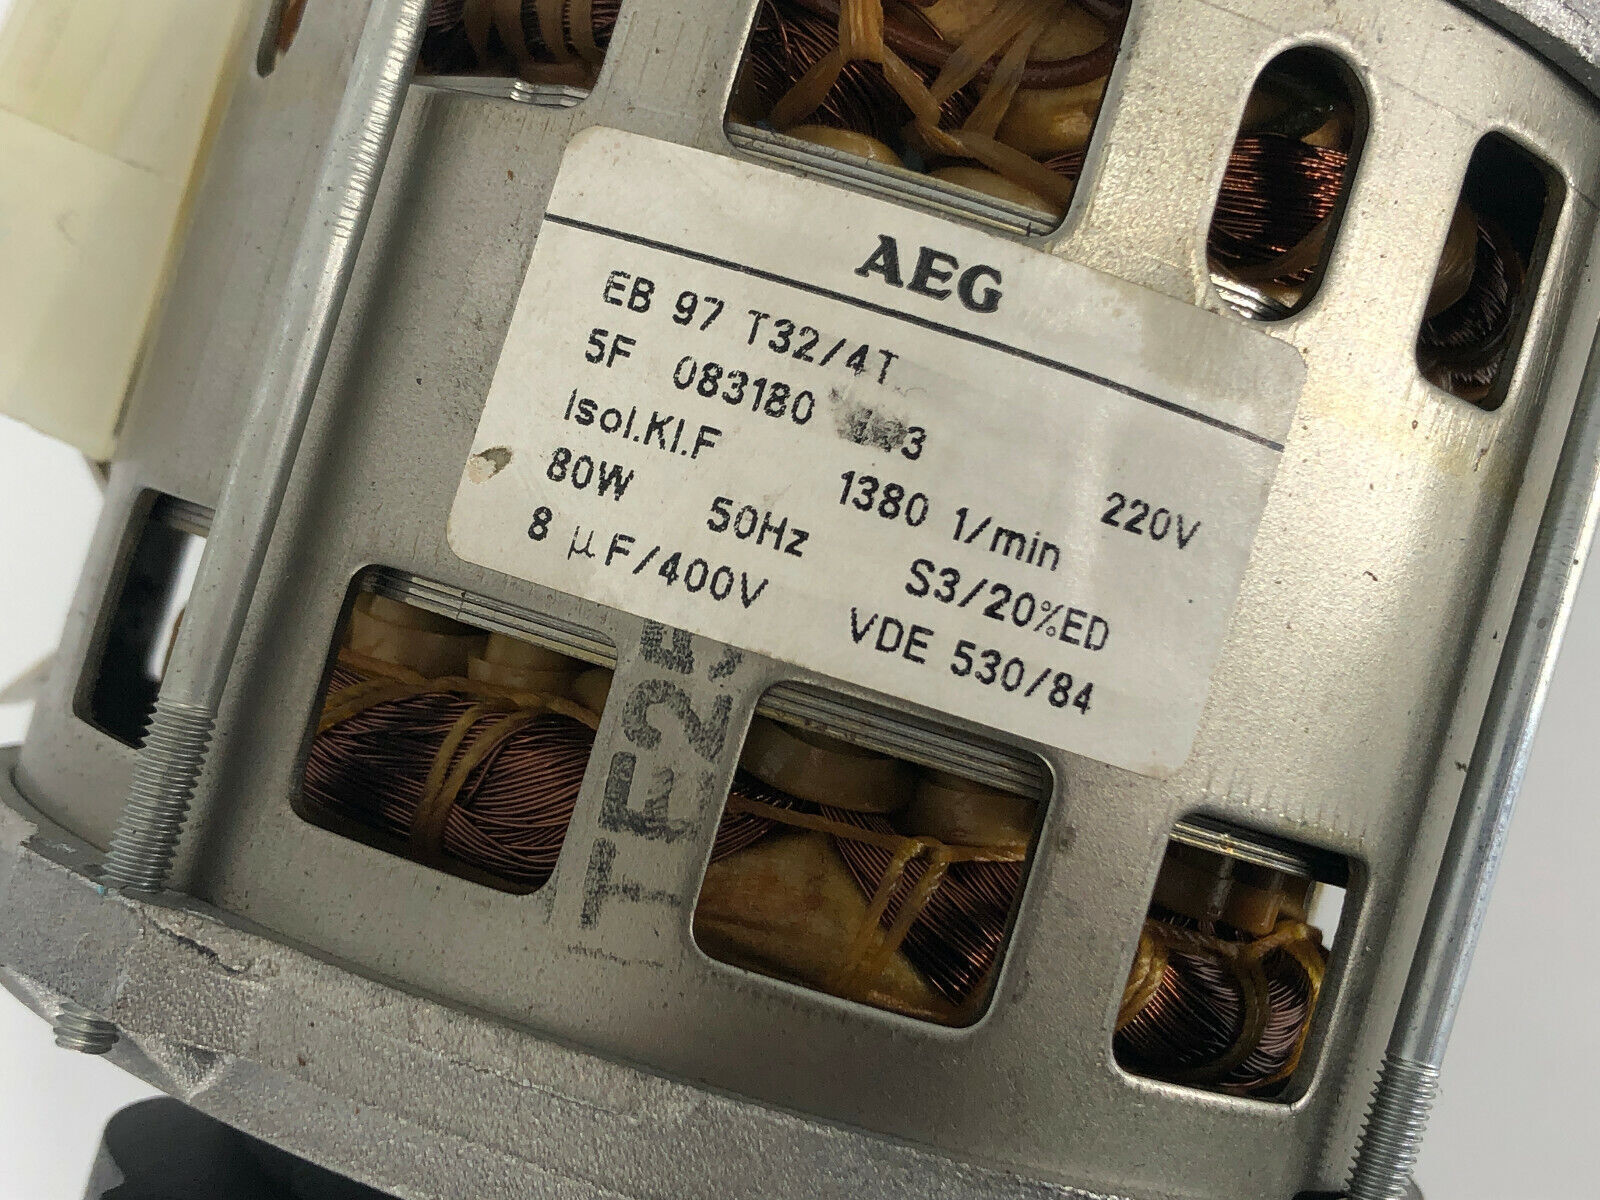 AEG
EB 97 T32/4T
5F 083180
Isol.Kl.F 1380 1/min 220V
80W 50Hz S3/20%ED
8 µF/400V VDE 530/84